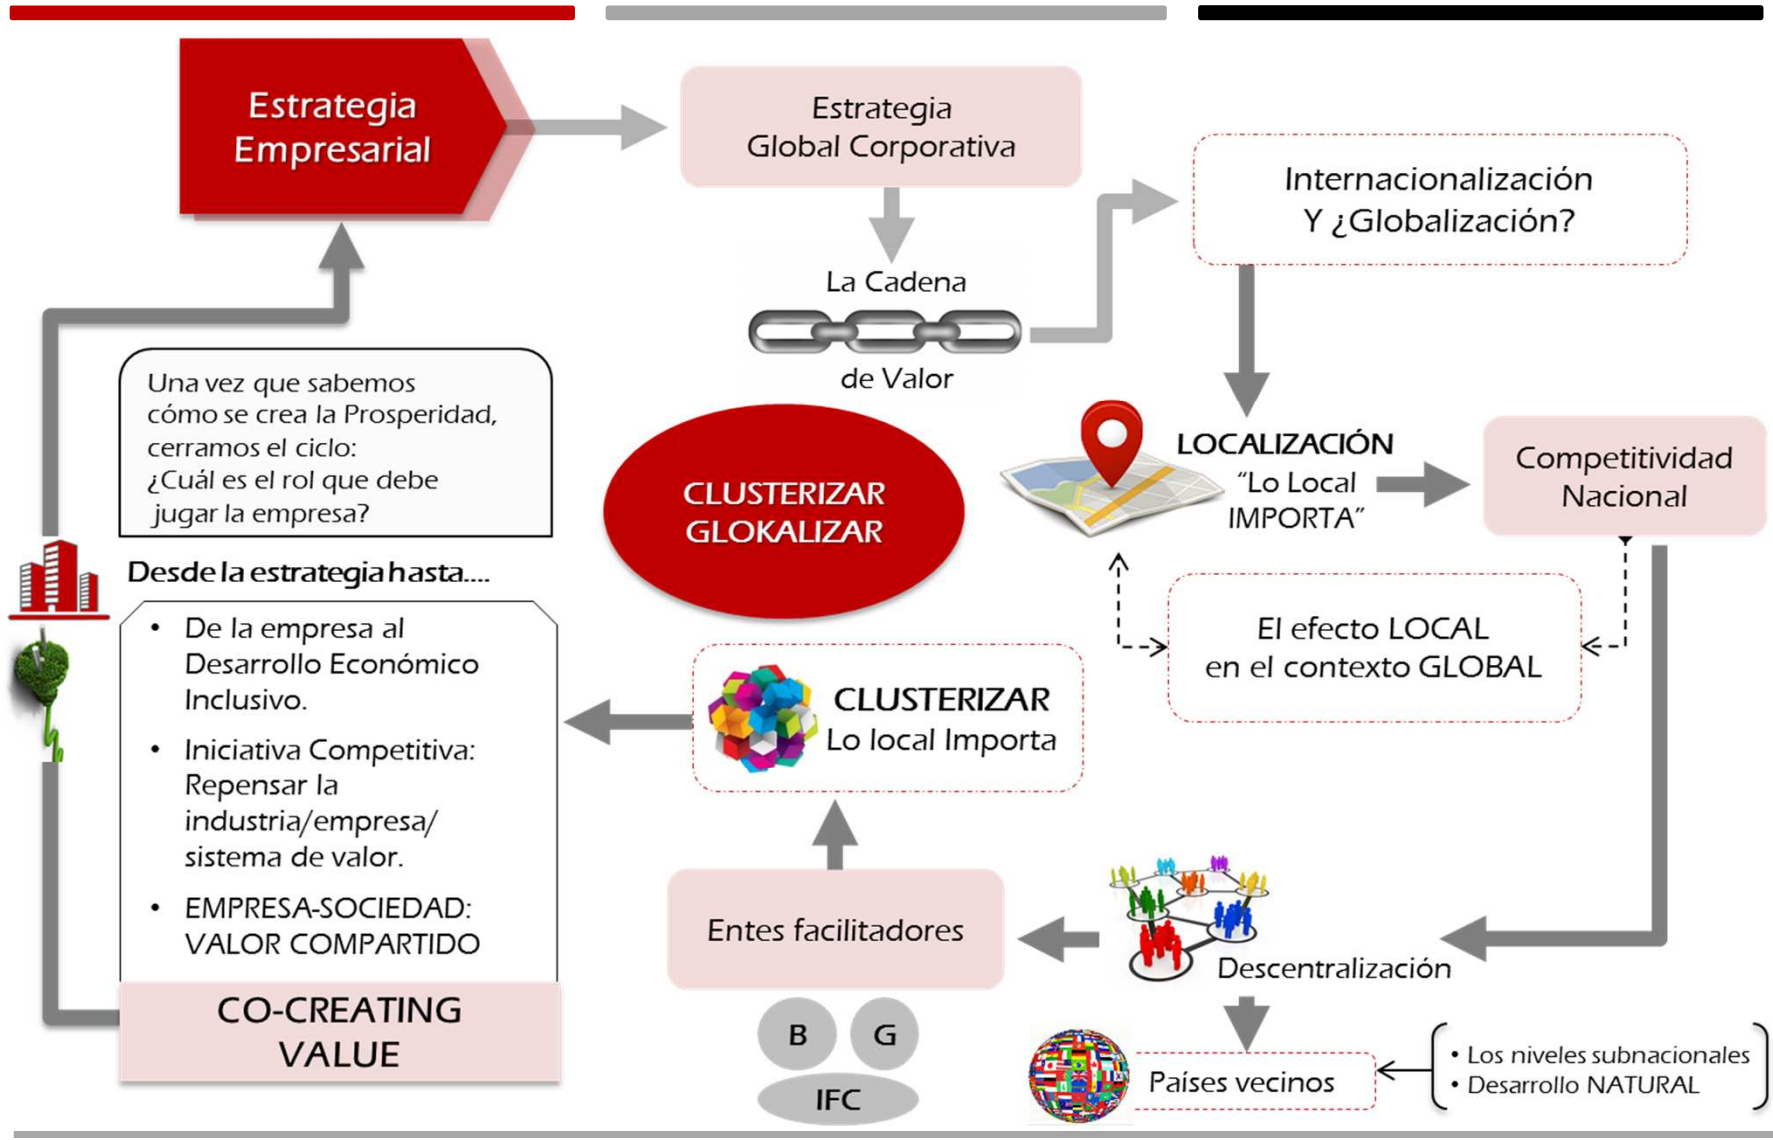 Estrategia
Empresarial
Estrategia
Global Corporativa
Internacionalización
Y ¿Globalización?
La Cadena
de Valor
Una vez que sabemos
cómo se crea la Prosperidad,
cerramos el ciclo:
¿Cuál es el rol que debe
jugar la empresa?
CLUSTERIZAR
GLOKALIZAR
LOCALIZACIÓN
“Lo Local
IMPORTA”
Competitividad
Nacional
El efecto LOCAL
en el contexto GLOBAL
Desde la estrategia hasta....
• De la empresa al
Desarrollo Económico
Inclusivo.
• Iniciativa Competitiva:
Repensar la
industria/empresa/
sistema de valor.
• EMPRESA-SOCIEDAD:
VALOR COMPARTIDO
CO-CREATING
VALUE
CLUSTERIZAR
Lo local Importa
Entes facilitadores
B
G
IFC
Descentralización
Países vecinos
• Los niveles subnacionales
• Desarrollo NATURAL